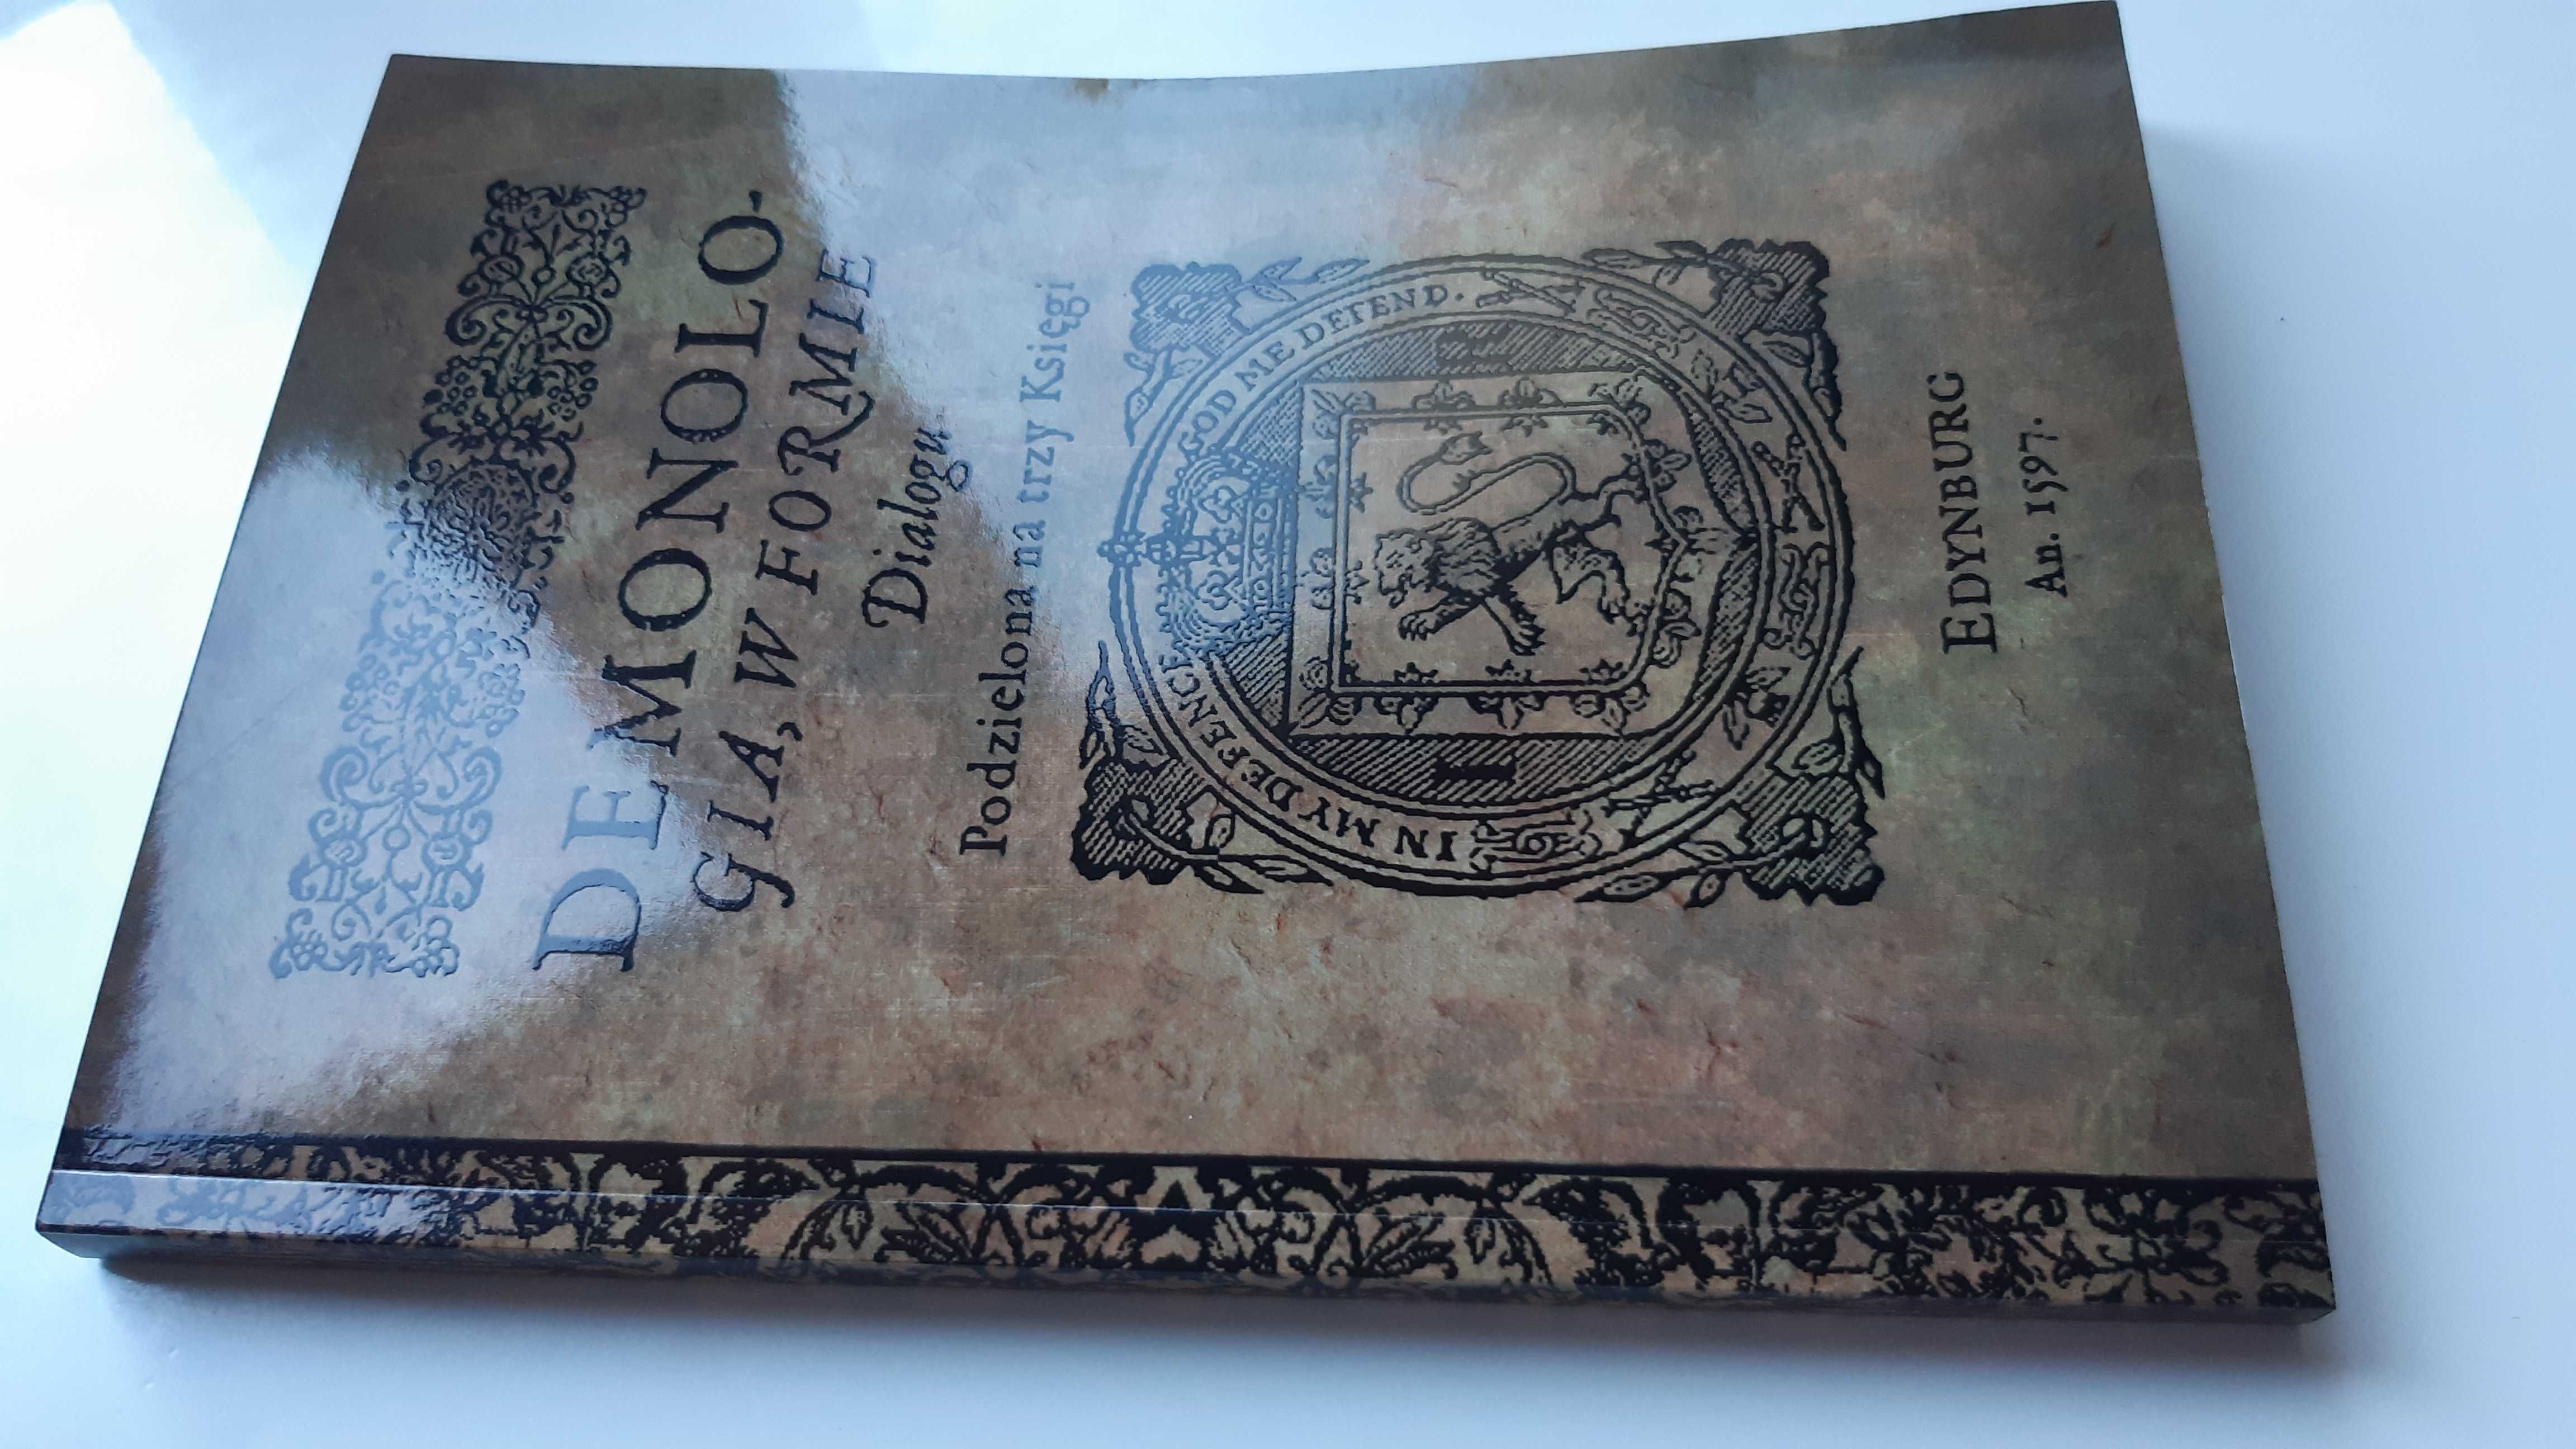 DEMONOLO-
GIA, W FORMIE
Dialogu
Podzielona na trzy Księgi
IN MY DEFENCE
GOD ME DEFEND.
EDYNBURG
An. 1597.